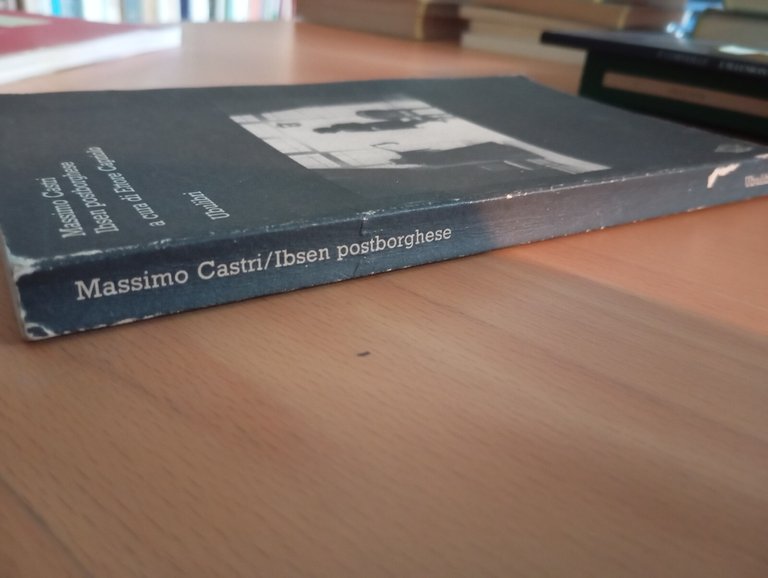 Massimo Castri
Ibsen postborghese
a cura di Ettore Capriolo
Ubulibri
Massimo Castri/Ibsen postborghese